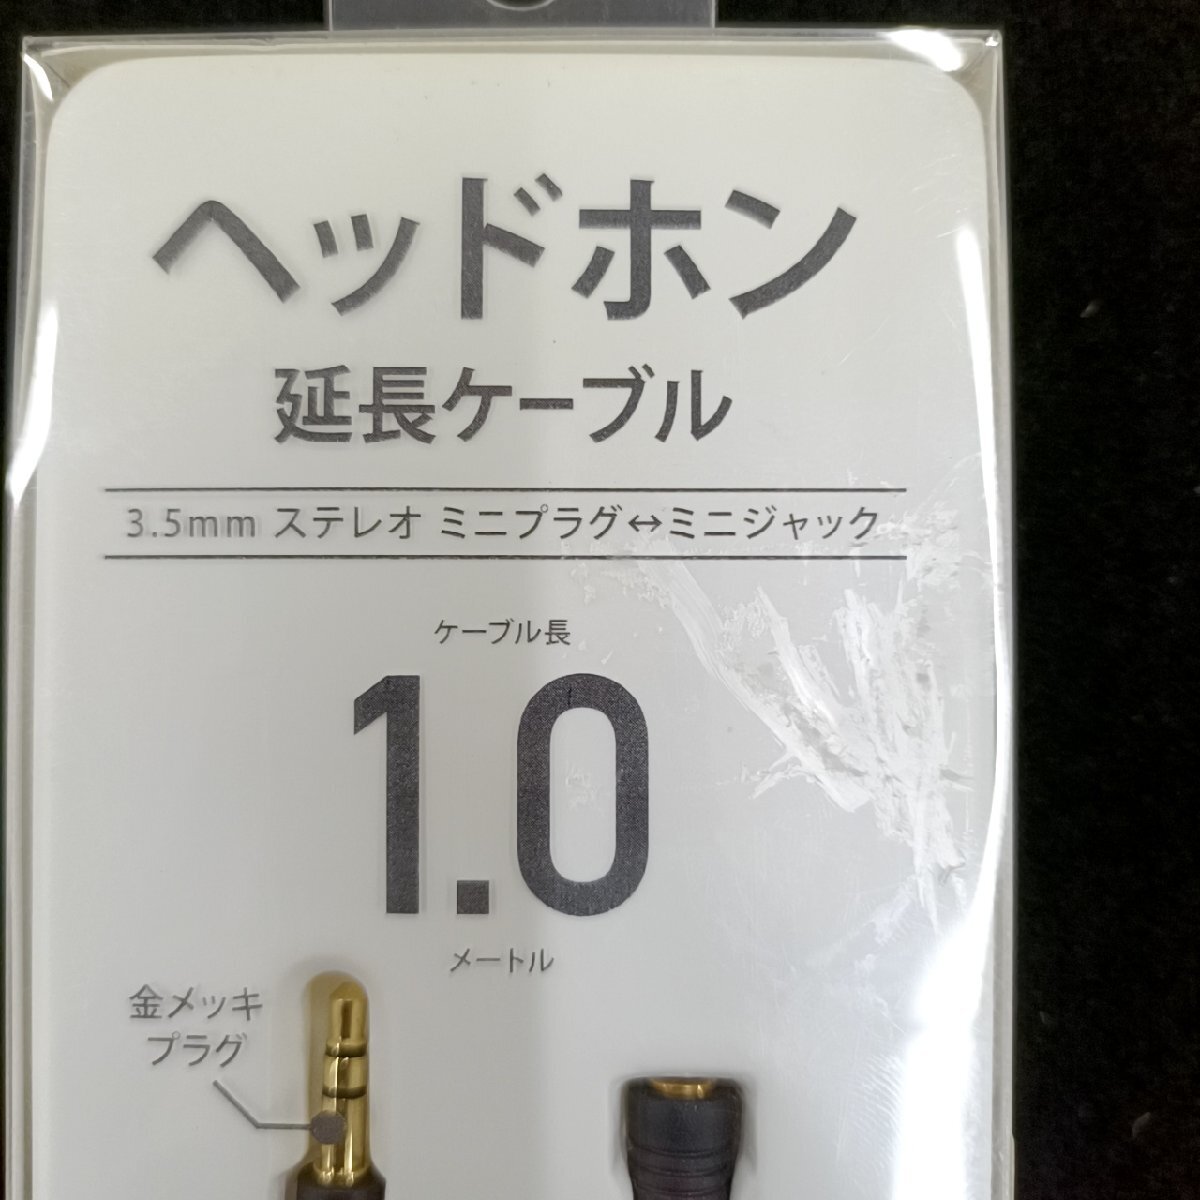 ヘッドホン
延長ケーブル
3.5mm ステレオ ミニプラグ↔ミニジャック
ケーブル長
1.0
メートル
金メッキ
プラグ